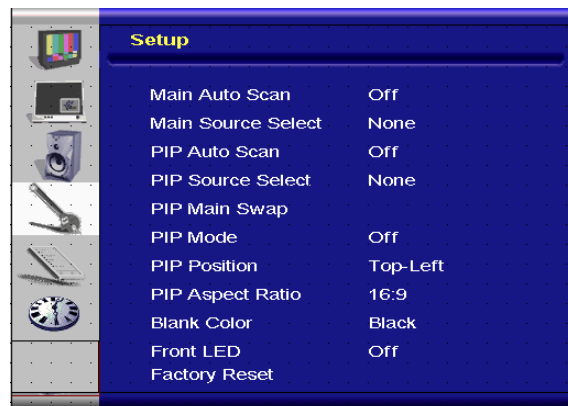 Setup
Main Auto Scan Off
Main Source Select None
PIP Auto Scan Off
PIP Source Select None
PIP Main Swap
PIP Mode Off
PIP Position Top-Left
PIP Aspect Ratio 16:9
Blank Color Black
Front LED Off
Factory Reset